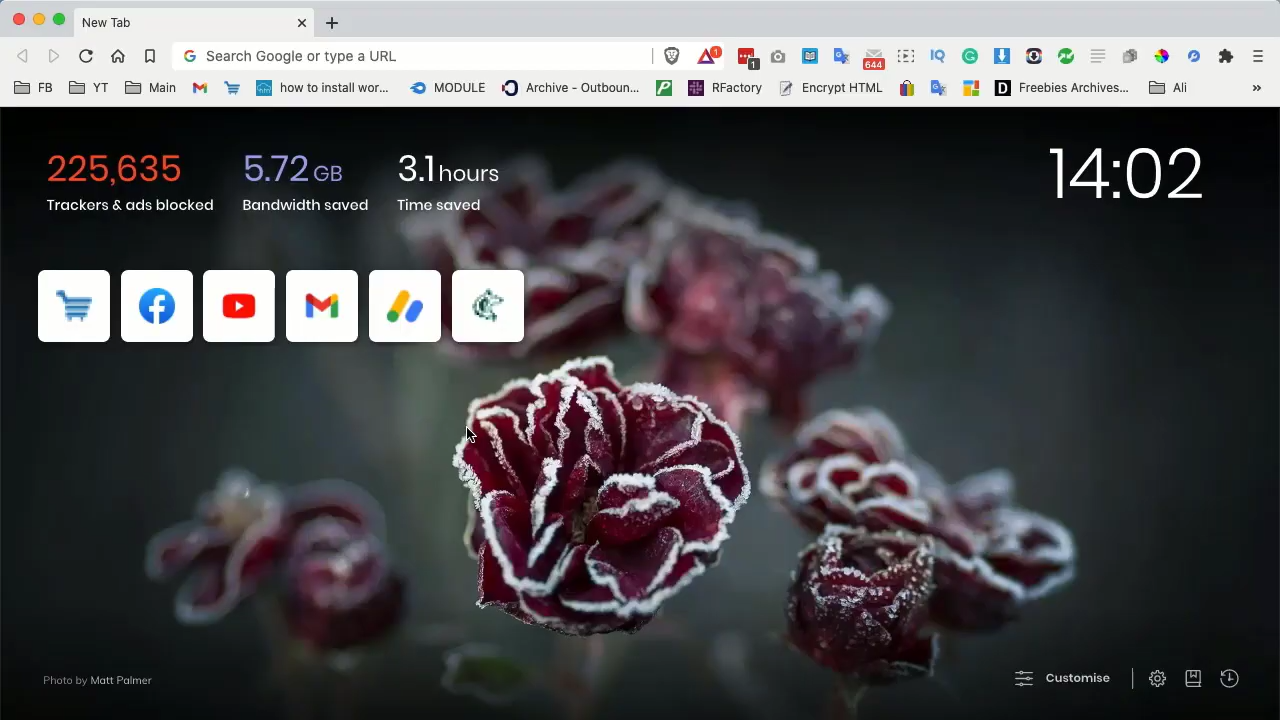 New Tab
Search Google or type a URL
1
1
644
FB
YT
Main
how to install wor...
MODULE
Archive - Outboun...
RFactory
Encrypt HTML
Freebies Archives...
Ali
»
225,635
5.72 GB
3.1 hours
14:02
Trackers & ads blocked
Bandwidth saved
Time saved
Photo by Matt Palmer
Customise